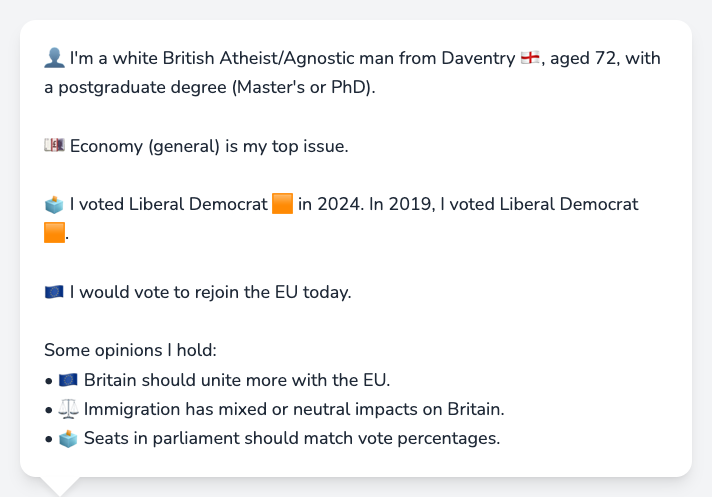 👤 I'm a white British Atheist/Agnostic man from Daventry 🏴󠁧󠁢󠁥󠁮󠁧󠁿, aged 72, with
a postgraduate degree (Master's or PhD).
💷 Economy (general) is my top issue.
🗳️ I voted Liberal Democrat 🟧 in 2024. In 2019, I voted Liberal Democrat
🟧.
🇪🇺 I would vote to rejoin the EU today.
Some opinions I hold:
• 🇪🇺 Britain should unite more with the EU.
• ⚖️ Immigration has mixed or neutral impacts on Britain.
• 🗳️ Seats in parliament should match vote percentages.